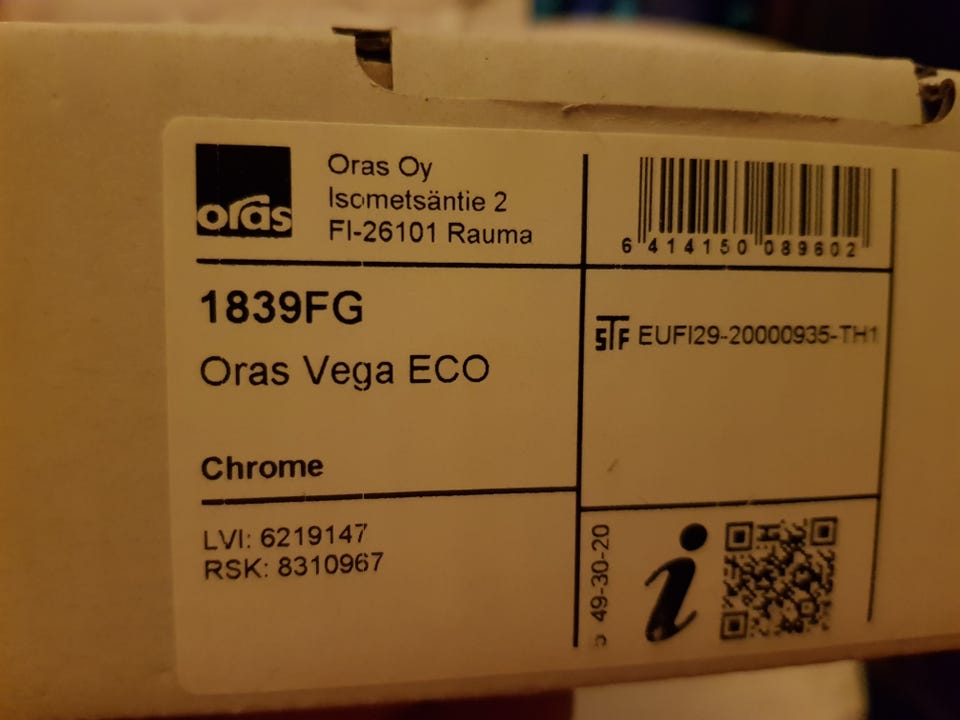 oras
Oras Oy
Isometsäntie 2
FI-26101 Rauma
6 414150 089602
1839FG
Oras Vega ECO
Chrome
STF EUFI29-20000935-TH1
LVI: 6219147
RSK: 8310967
49-30-20
i